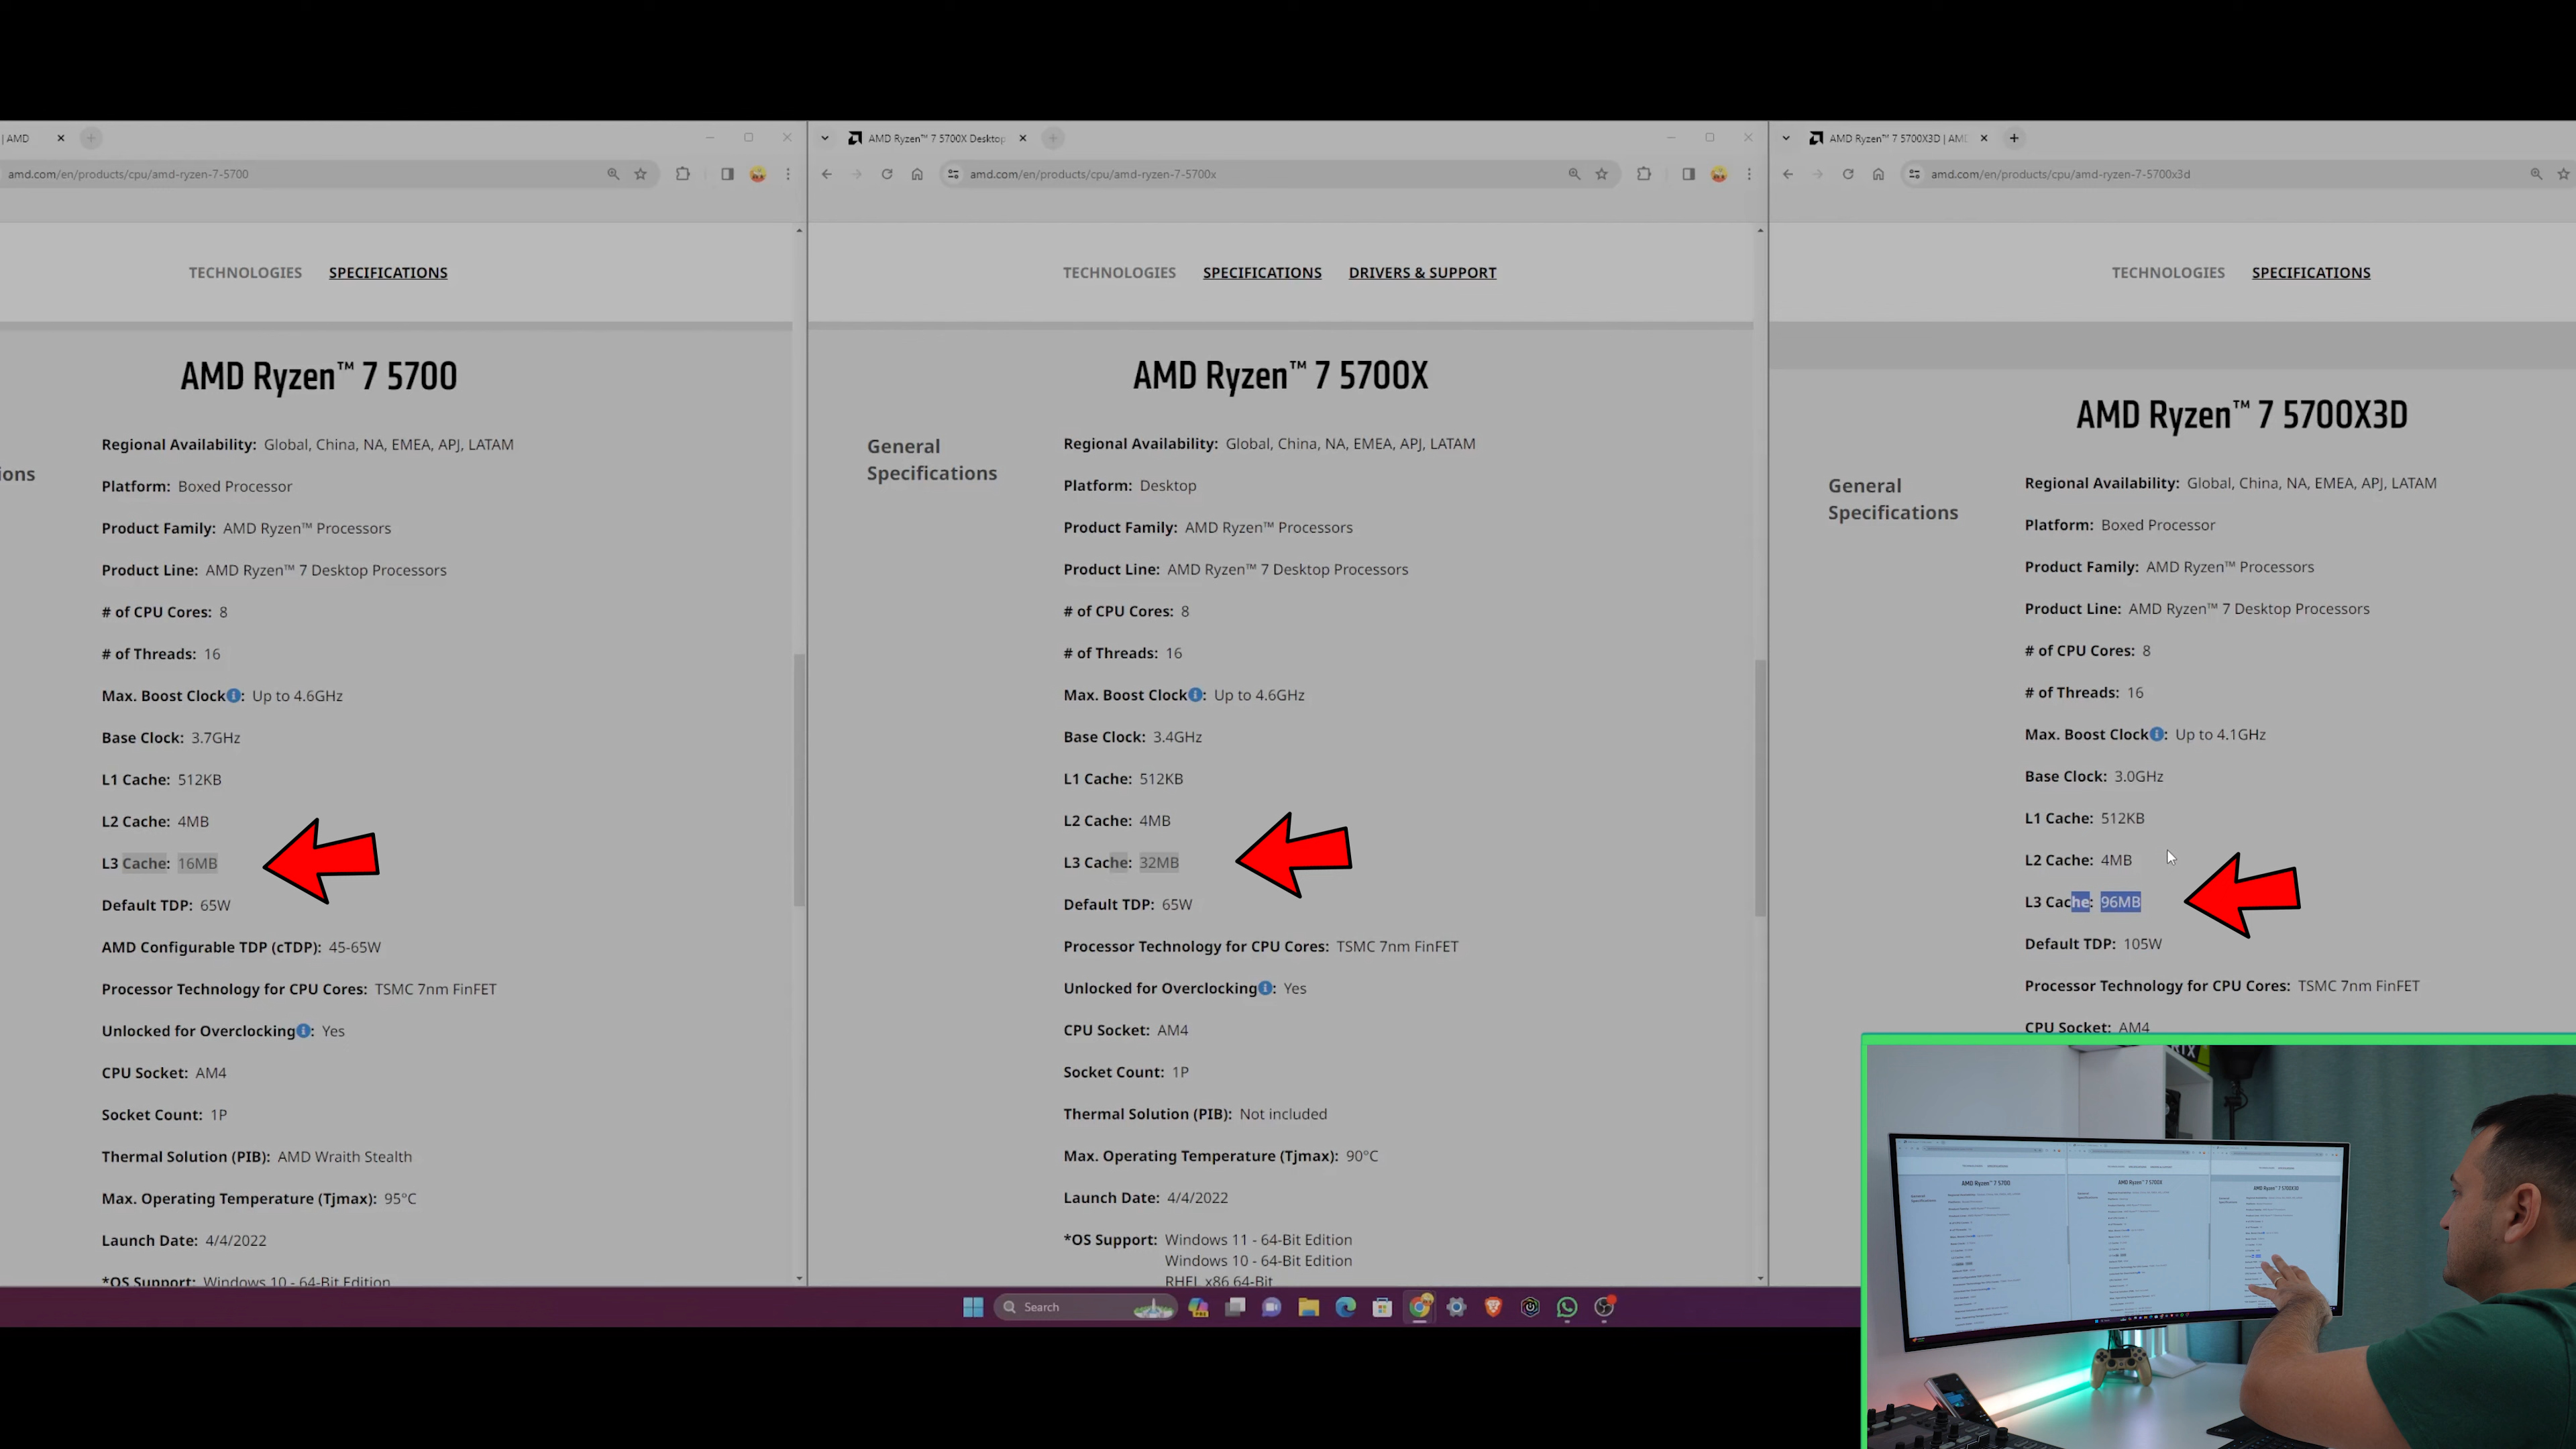 | AMD
amd.com/en/products/cpu/amd-ryzen-7-5700
TECHNOLOGIES SPECIFICATIONS
AMD Ryzen™ 7 5700
ions
Regional Availability: Global, China, NA, EMEA, APJ, LATAM
Platform: Boxed Processor
Product Family: AMD Ryzen™ Processors
Product Line: AMD Ryzen™ 7 Desktop Processors
# of CPU Cores: 8
# of Threads: 16
Max. Boost Clock: Up to 4.6GHz
Base Clock: 3.7GHz
L1 Cache: 512KB
L2 Cache: 4MB
L3 Cache: 16MB
Default TDP: 65W
AMD Configurable TDP (cTDP): 45-65W
Processor Technology for CPU Cores: TSMC 7nm FinFET
Unlocked for Overclocking: Yes
CPU Socket: AM4
Socket Count: 1P
Thermal Solution (PIB): AMD Wraith Stealth
Max. Operating Temperature (Tjmax): 95°C
Launch Date: 4/4/2022
*OS Support: Windows 10 - 64-Bit Edition
AMD Ryzen™ 7 5700X Desktop
amd.com/en/products/cpu/amd-ryzen-7-5700x
TECHNOLOGIES SPECIFICATIONS DRIVERS & SUPPORT
AMD Ryzen™ 7 5700X
General
Specifications
Regional Availability: Global, China, NA, EMEA, APJ, LATAM
Platform: Desktop
Product Family: AMD Ryzen™ Processors
Product Line: AMD Ryzen™ 7 Desktop Processors
# of CPU Cores: 8
# of Threads: 16
Max. Boost Clock: Up to 4.6GHz
Base Clock: 3.4GHz
L1 Cache: 512KB
L2 Cache: 4MB
L3 Cache: 32MB
Default TDP: 65W
Processor Technology for CPU Cores: TSMC 7nm FinFET
Unlocked for Overclocking: Yes
CPU Socket: AM4
Socket Count: 1P
Thermal Solution (PIB): Not included
Max. Operating Temperature (Tjmax): 90°C
Launch Date: 4/4/2022
*OS Support: Windows 11 - 64-Bit Edition
Windows 10 - 64-Bit Edition
RHEL x86 64-Bit
AMD Ryzen™ 7 5700X3D | AMD
amd.com/en/products/cpu/amd-ryzen-7-5700x3d
TECHNOLOGIES SPECIFICATIONS
AMD Ryzen™ 7 5700X3D
General
Specifications
Regional Availability: Global, China, NA, EMEA, APJ, LATAM
Platform: Boxed Processor
Product Family: AMD Ryzen™ Processors
Product Line: AMD Ryzen™ 7 Desktop Processors
# of CPU Cores: 8
# of Threads: 16
Max. Boost Clock: Up to 4.1GHz
Base Clock: 3.0GHz
L1 Cache: 512KB
L2 Cache: 4MB
L3 Cache: 96MB
Default TDP: 105W
Processor Technology for CPU Cores: TSMC 7nm FinFET
CPU Socket: AM4
Search
AMD Ryzen™ 7 5700
AMD Ryzen™ 7 5700X
AMD Ryzen™ 7 5700X3D